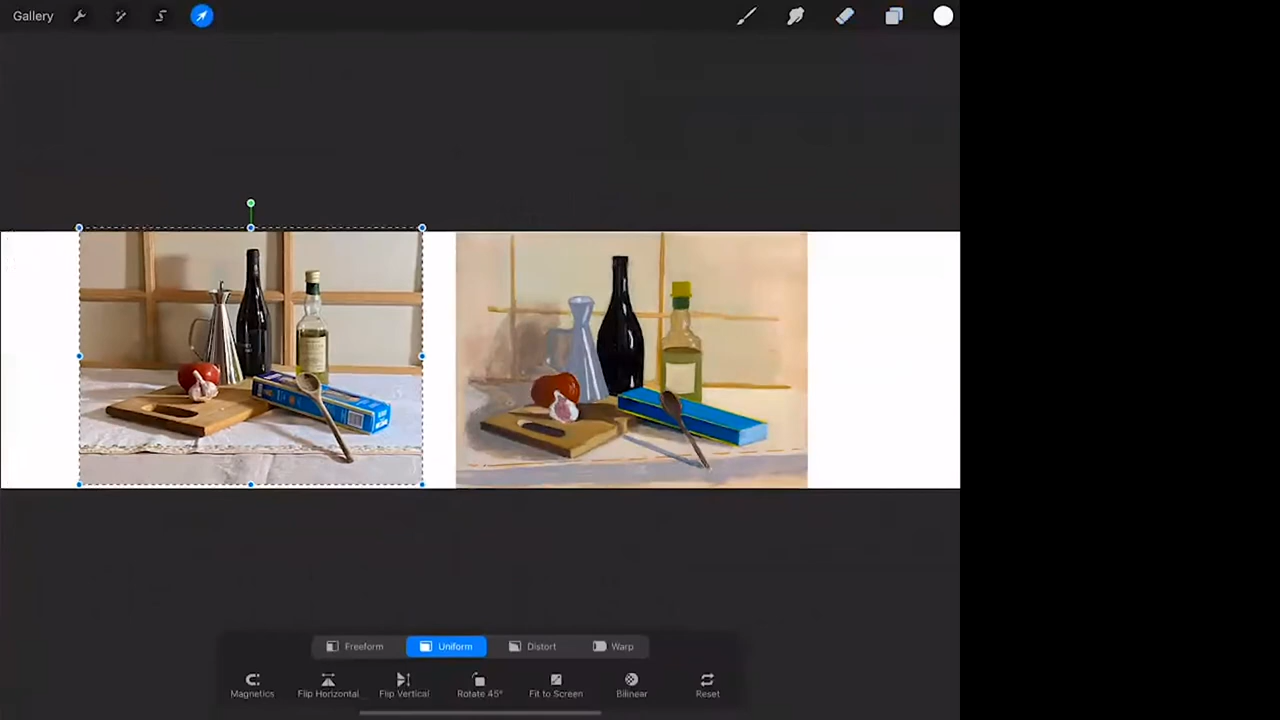 Gallery
Freeform Uniform Distort Warp
Magnetics Flip Horizontal Flip Vertical Rotate 45° Fit to Screen Bilinear Reset